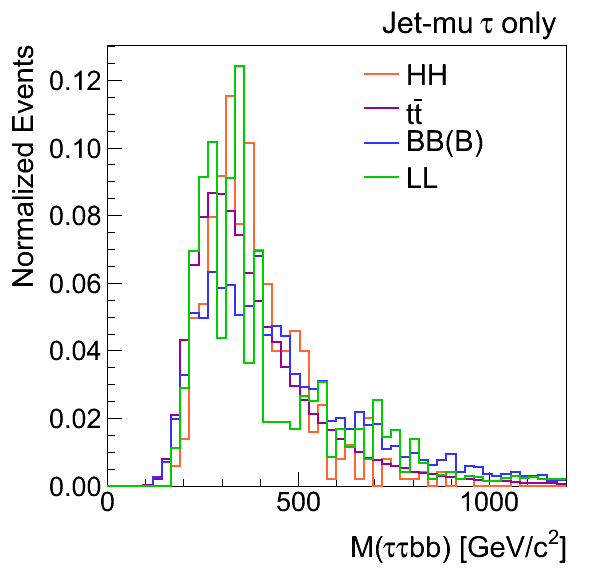 Jet-mu τ only
Normalized Events
HH
tt̄
BB(B)
LL
0.12
0.10
0.08
0.06
0.04
0.02
0.00
0
500
1000
M(ττbb) [GeV/c²]